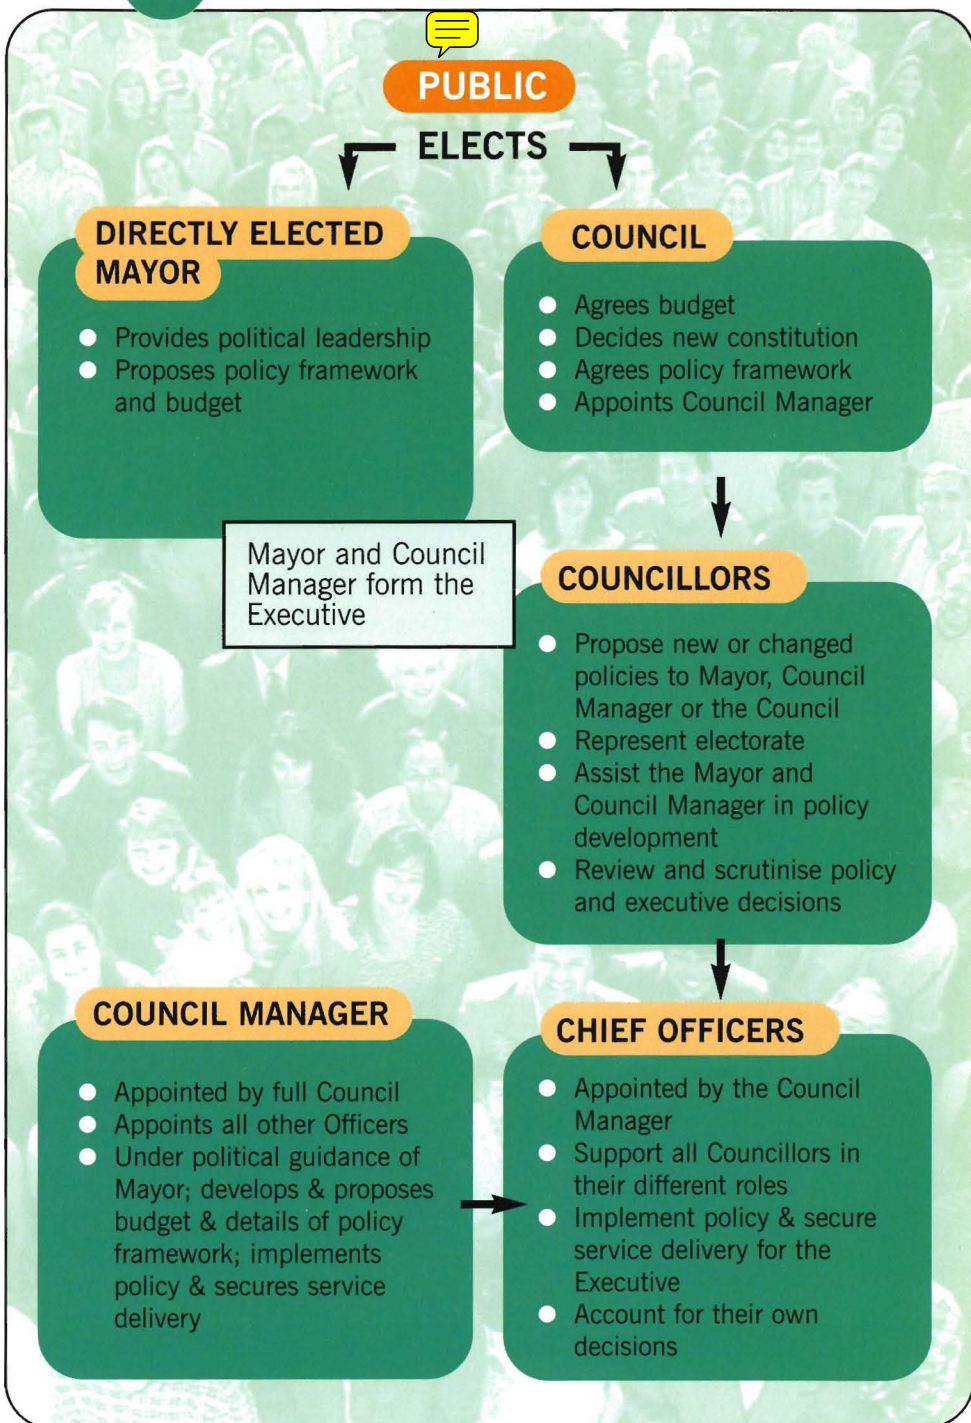 PUBLIC
ELECTS
DIRECTLY ELECTED
MAYOR
● Provides political leadership
● Proposes policy framework
and budget
COUNCIL
● Agrees budget
● Decides new constitution
● Agrees policy framework
● Appoints Council Manager
Mayor and Council
Manager form the
Executive
COUNCILLORS
● Propose new or changed
policies to Mayor, Council
Manager or the Council
● Represent electorate
● Assist the Mayor and
Council Manager in policy
development
● Review and scrutinise policy
and executive decisions
COUNCIL MANAGER
● Appointed by full Council
● Appoints all other Officers
● Under political guidance of
Mayor; develops & proposes
budget & details of policy
framework; implements
policy & secures service
delivery
CHIEF OFFICERS
● Appointed by the Council
Manager
● Support all Councillors in
their different roles
● Implement policy & secure
service delivery for the
Executive
● Account for their own
decisions